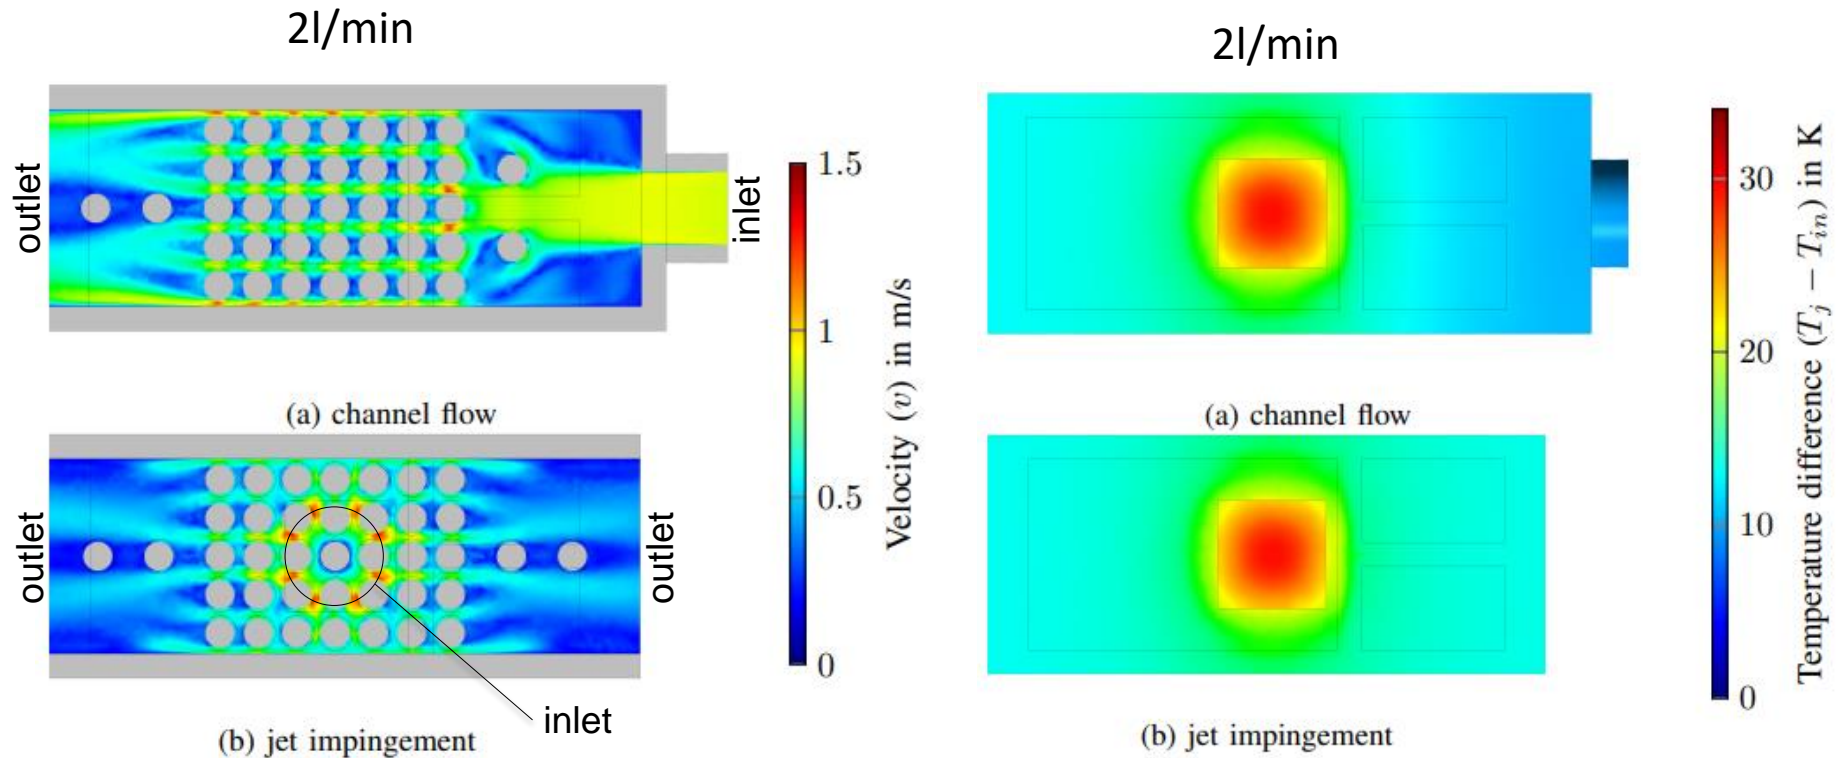 2l/min
outlet
inlet
1.5
1
0.5
0
Velocity (v) in m/s
(a) channel flow
outlet
outlet
inlet
(b) jet impingement
2l/min
(a) channel flow
(b) jet impingement
30
20
10
0
Temperature difference (T_j − T_in) in K